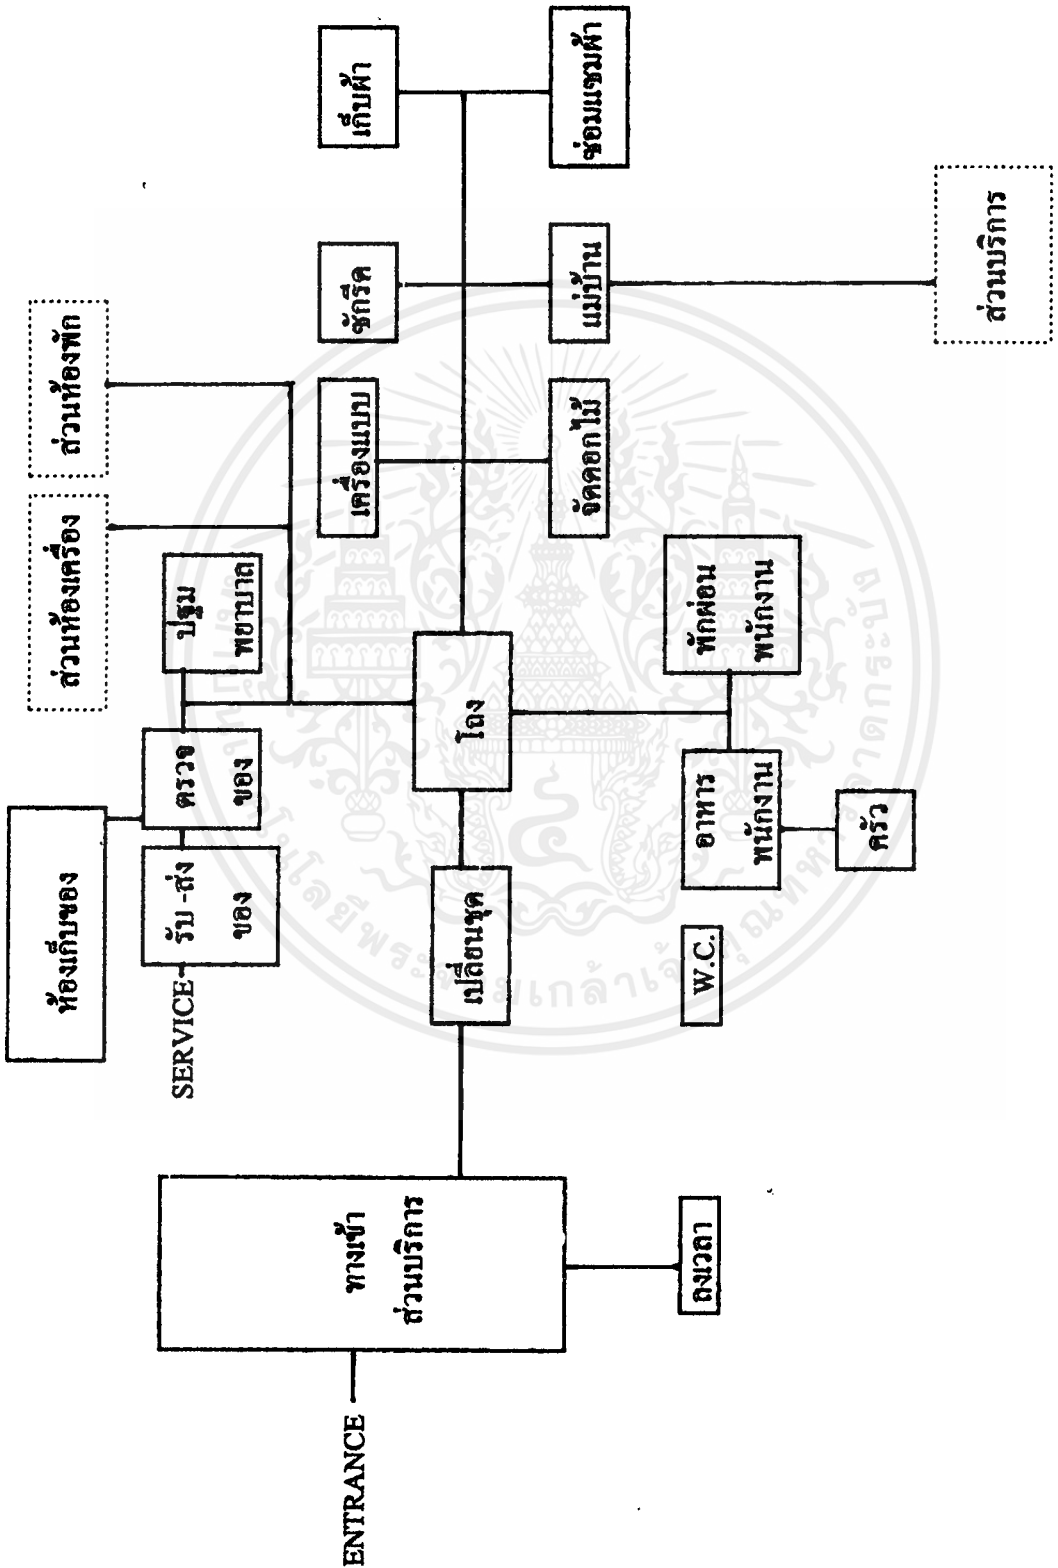 ห้องเก็บของ
ส่วนห้องเครื่อง
ส่วนห้องพัก
SERVICE
รับ-ส่ง
ของ
ตรวจ
ของ
ปฐม
พยาบาล
เครื่องแบบ
ซักรีด
เก็บผ้า
ENTRANCE
ทางเข้า
ส่วนบริการ
เปลี่ยนชุด
โถง
จัดดอกไม้
แม่บ้าน
ซ่อมแซมผ้า
ลงเวลา
W.C.
อาหาร
พนักงาน
พักผ่อน
พนักงาน
ครัว
ส่วนบริการ